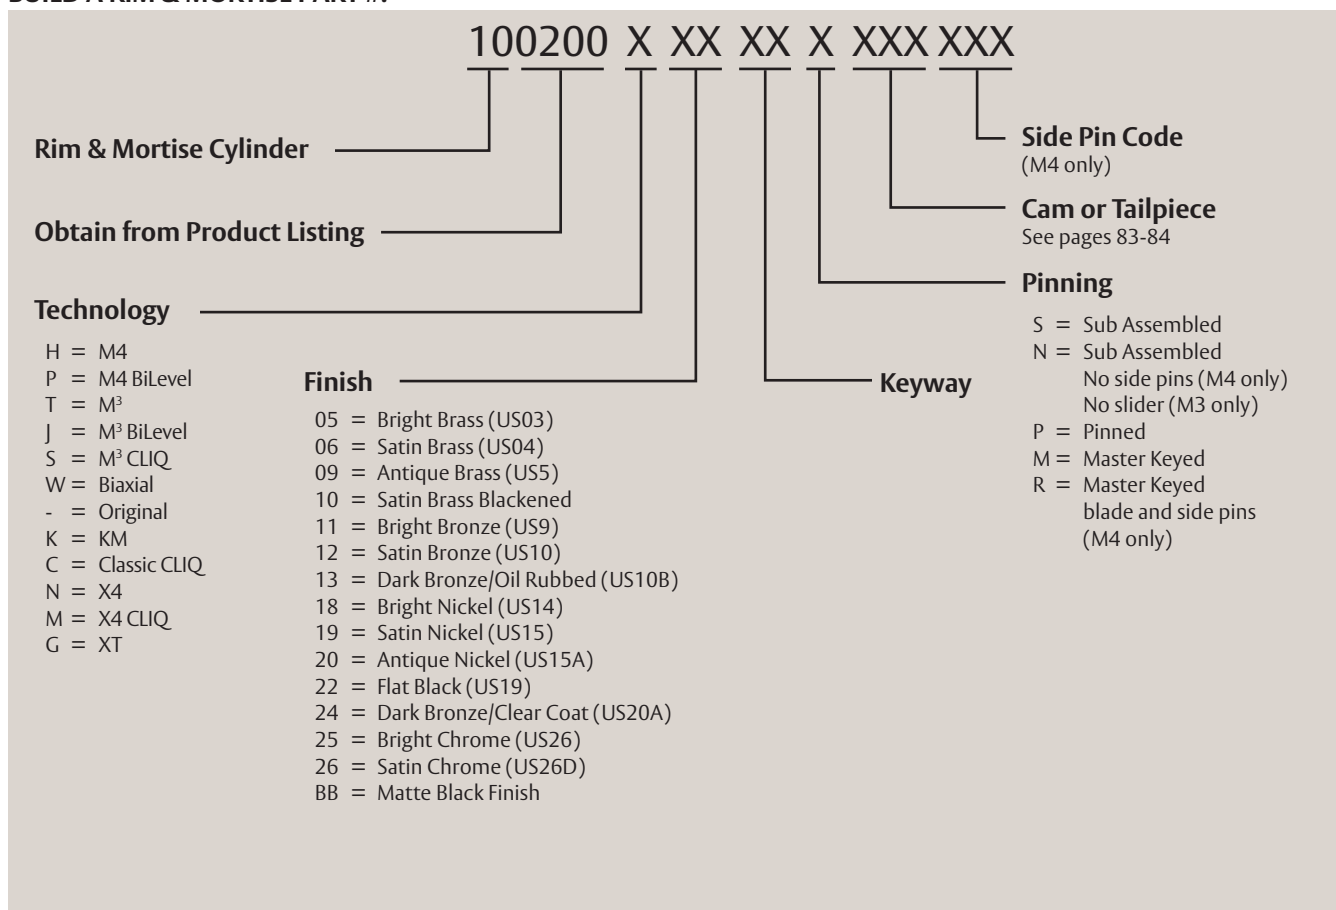 BUILD A RIM & MORTISE PART #:
100200 X XX XX X XXX XXX
Rim & Mortise Cylinder
Obtain from Product Listing
Technology
H = M4
P = M4 BiLevel
T = M³
J = M³ BiLevel
S = M³ CLIQ
W = Biaxial
- = Original
K = KM
C = Classic CLIQ
N = X4
M = X4 CLIQ
G = XT
Finish
05 = Bright Brass (US03)
06 = Satin Brass (US04)
09 = Antique Brass (US5)
10 = Satin Brass Blackened
11 = Bright Bronze (US9)
12 = Satin Bronze (US10)
13 = Dark Bronze/Oil Rubbed (US10B)
18 = Bright Nickel (US14)
19 = Satin Nickel (US15)
20 = Antique Nickel (US15A)
22 = Flat Black (US19)
24 = Dark Bronze/Clear Coat (US20A)
25 = Bright Chrome (US26)
26 = Satin Chrome (US26D)
BB = Matte Black Finish
Keyway
Side Pin Code
(M4 only)
Cam or Tailpiece
See pages 83-84
Pinning
S = Sub Assembled
N = Sub Assembled
No side pins (M4 only)
No slider (M3 only)
P = Pinned
M = Master Keyed
R = Master Keyed
blade and side pins
(M4 only)